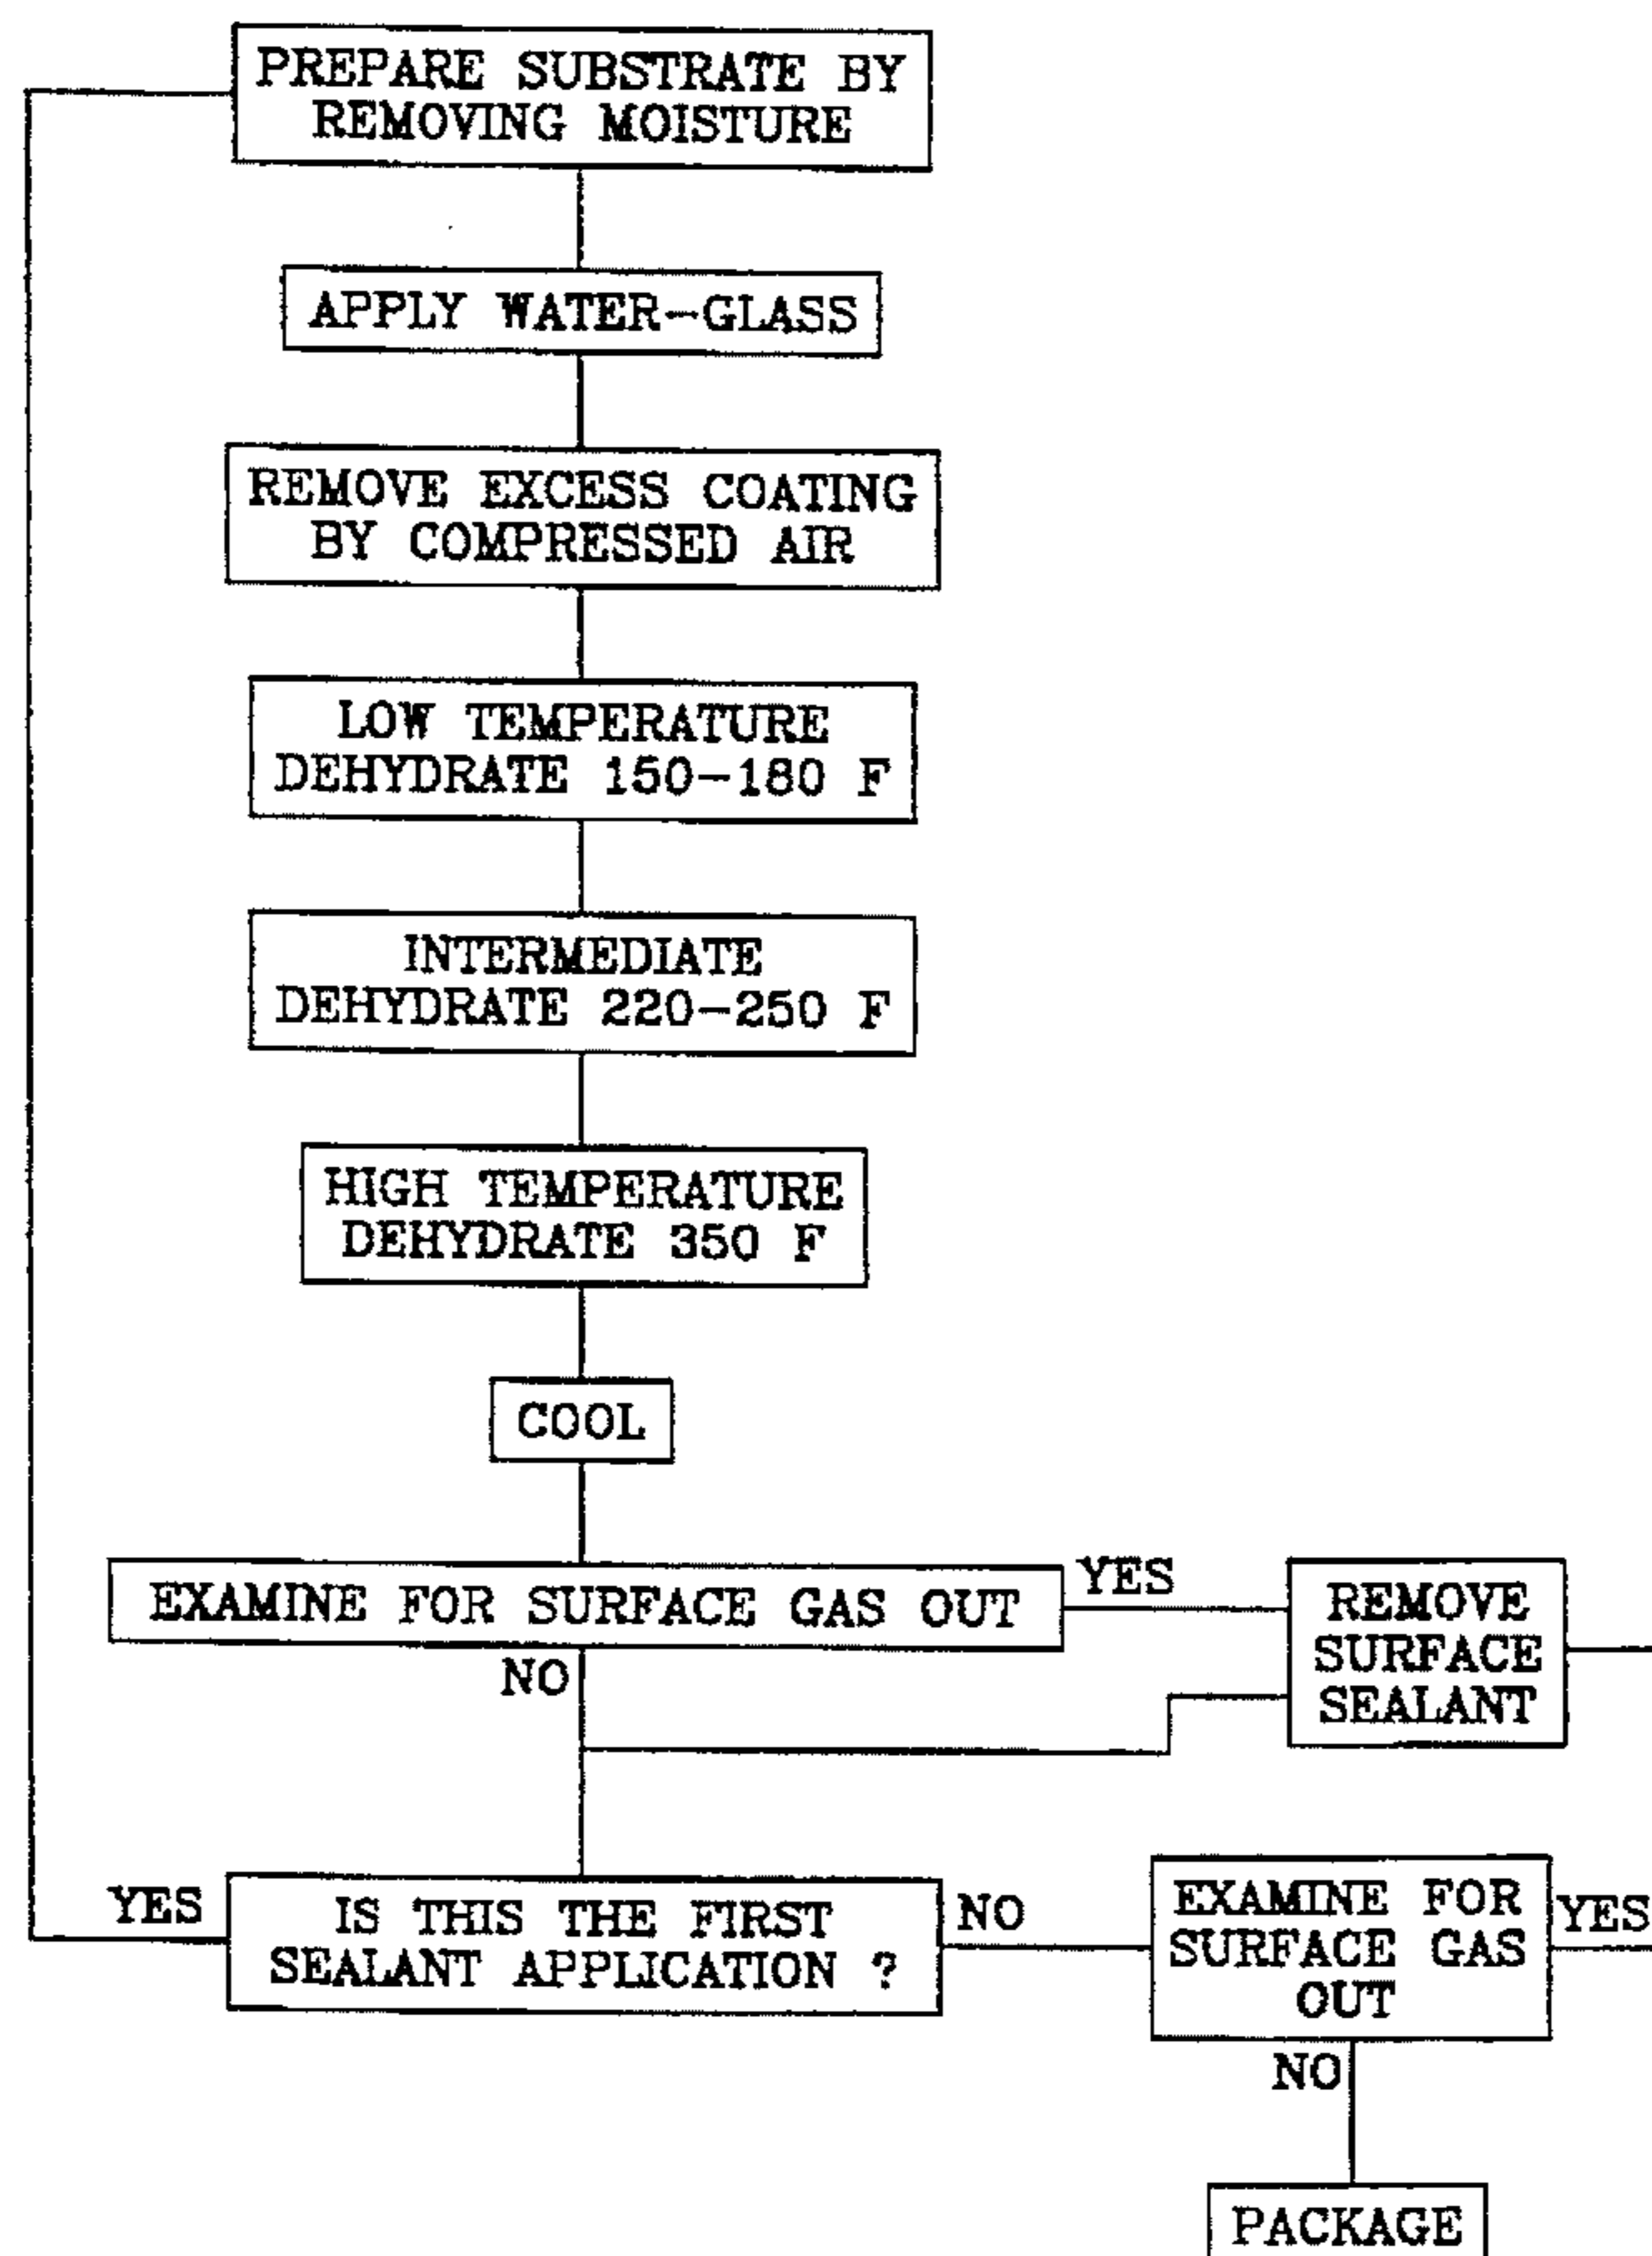 PREPARE SUBSTRATE BY
REMOVING MOISTURE
APPLY WATER-GLASS
REMOVE EXCESS COATING
BY COMPRESSED AIR
LOW TEMPERATURE
DEHYDRATE 150-180 F
INTERMEDIATE
DEHYDRATE 220-250 F
HIGH TEMPERATURE
DEHYDRATE 350 F
COOL
EXAMINE FOR SURFACE GAS OUT
YES
REMOVE
SURFACE
SEALANT
NO
YES
IS THIS THE FIRST
SEALANT APPLICATION ?
NO
EXAMINE FOR
SURFACE GAS
OUT
YES
NO
PACKAGE